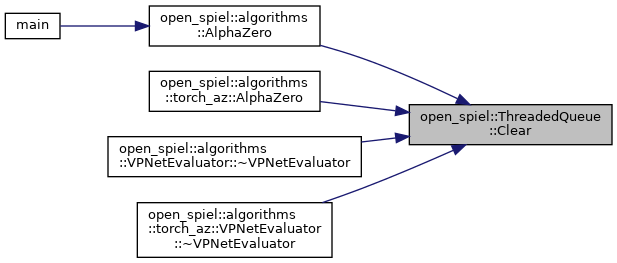 main
open_spiel::algorithms
::AlphaZero
open_spiel::algorithms
::torch_az::AlphaZero
open_spiel::algorithms
::VPNetEvaluator::~VPNetEvaluator
open_spiel::algorithms
::torch_az::VPNetEvaluator
::~VPNetEvaluator
open_spiel::ThreadedQueue
::Clear